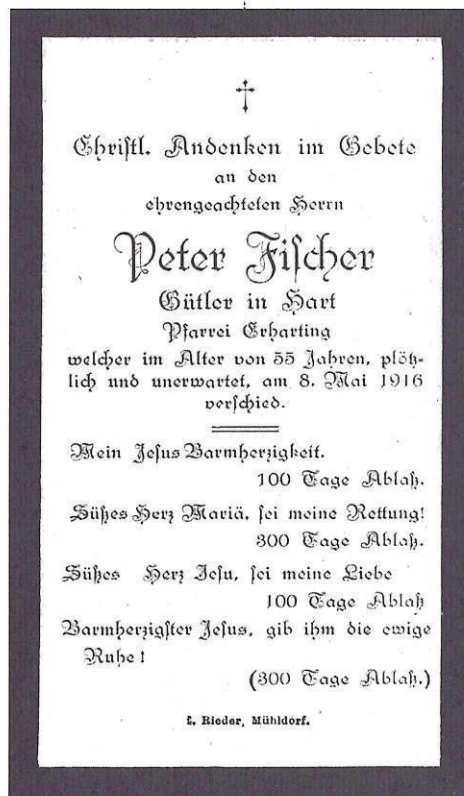 Christl. Andenken im Gebete
an den
ehrengeachteten Herrn
Peter Fischer
Gütler in Hart
Pfarrei Erharting
welcher im Alter von 55 Jahren, plötz-
lich und unerwartet, am 8. Mai 1916
verschied.
Mein Jesus Barmherzigkeit.
100 Tage Ablaß.
Süßes Herz Mariä, sei meine Rettung!
300 Tage Ablaß.
Süßes Herz Jesu, sei meine Liebe
100 Tage Ablaß
Barmherzigster Jesus, gib ihm die ewige
Ruhe!
(300 Tage Ablaß.)
L. Rieder, Mühldorf.